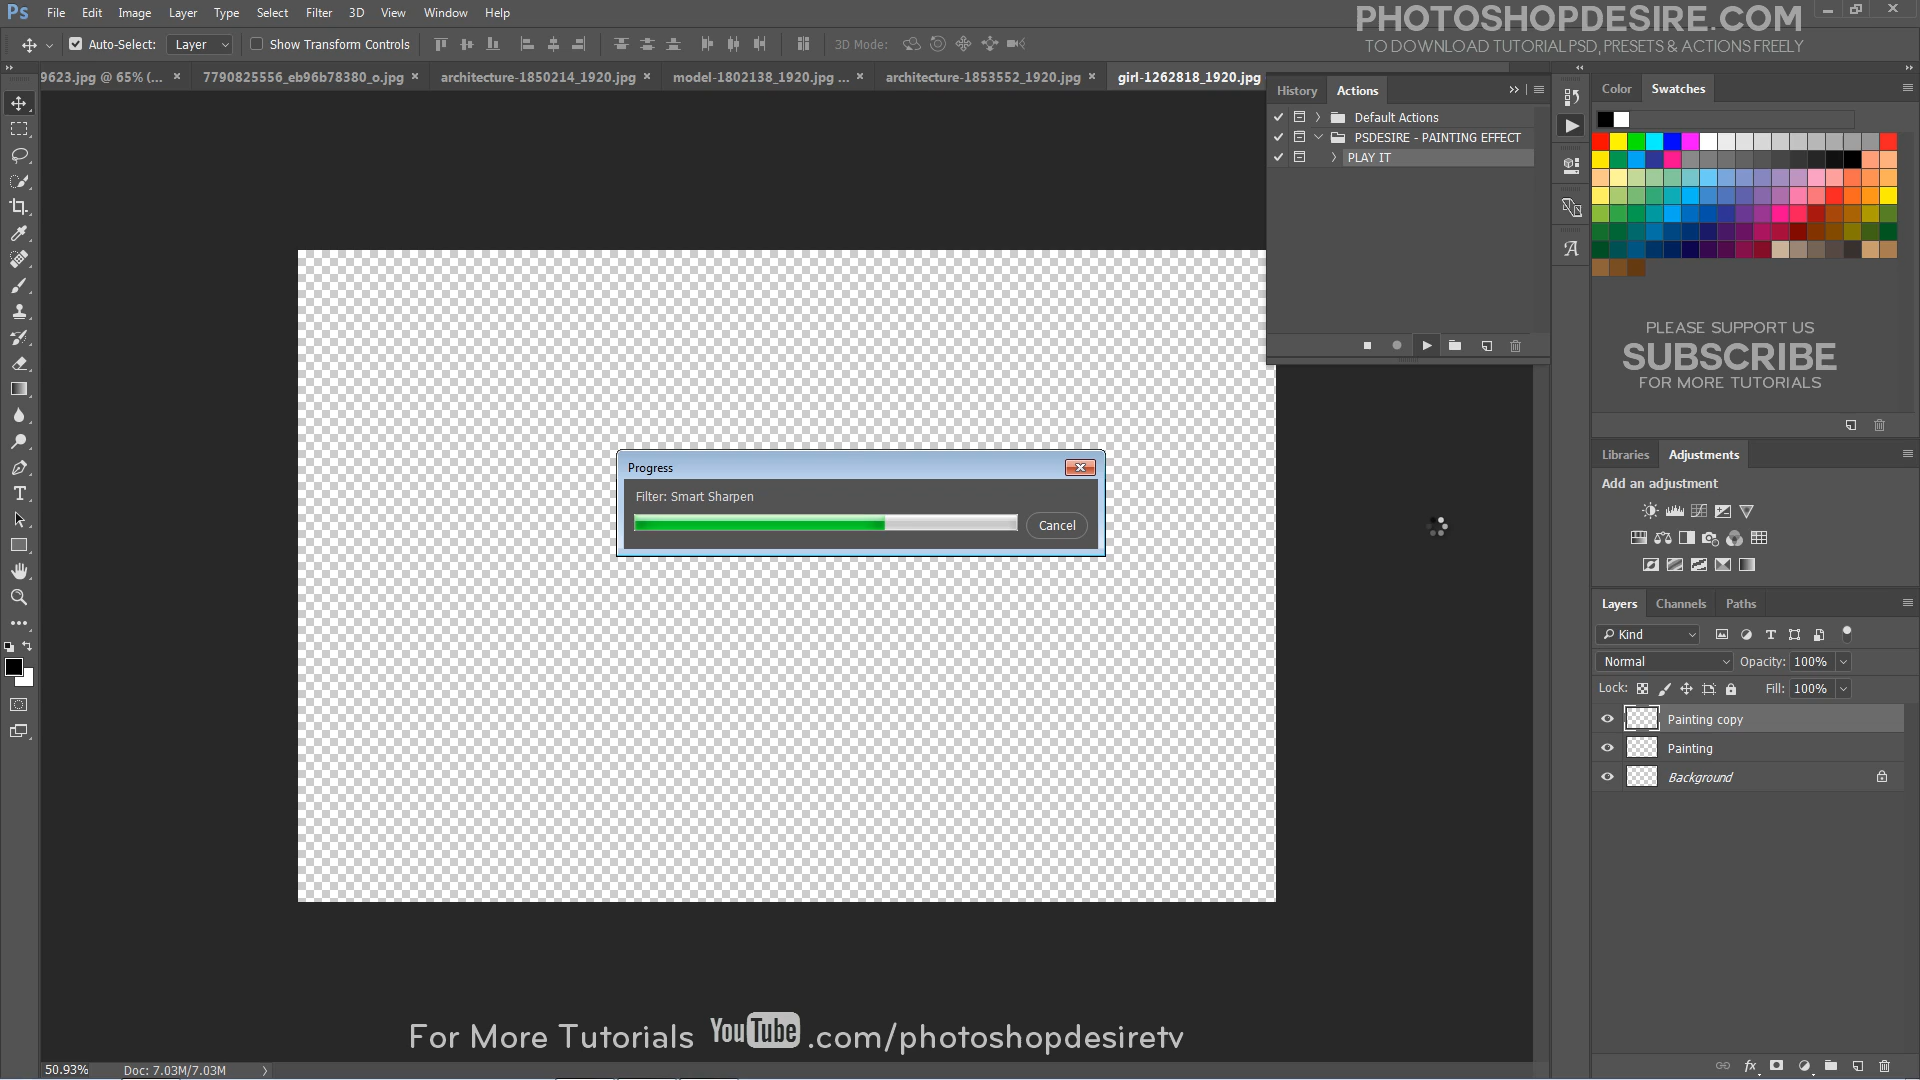 Ps File Edit Image Layer Type Select Filter 3D View Window Help
PHOTOSHOPDESIRE.COM
TO DOWNLOAD TUTORIAL PSD, PRESETS & ACTIONS FREELY
Auto-Select: Layer Show Transform Controls 3D Mode:
9623.jpg @ 65% (... × 7790825556_eb96b78380_o.jpg × architecture-1850214_1920.jpg × model-1802138_1920.jpg ... × architecture-1853552_1920.jpg × girl-1262818_1920.jpg
History Actions
Default Actions
PSDESIRE - PAINTING EFFECT
PLAY IT
Color Swatches
PLEASE SUPPORT US
SUBSCRIBE
FOR MORE TUTORIALS
Progress
Filter: Smart Sharpen
Cancel
Libraries Adjustments
Add an adjustment
Layers Channels Paths
Kind
Normal Opacity: 100%
Lock: Fill: 100%
Painting copy
Painting
Background
For More Tutorials YouTube .com/photoshopdesiretv
50.93% Doc: 7.03M/7.03M